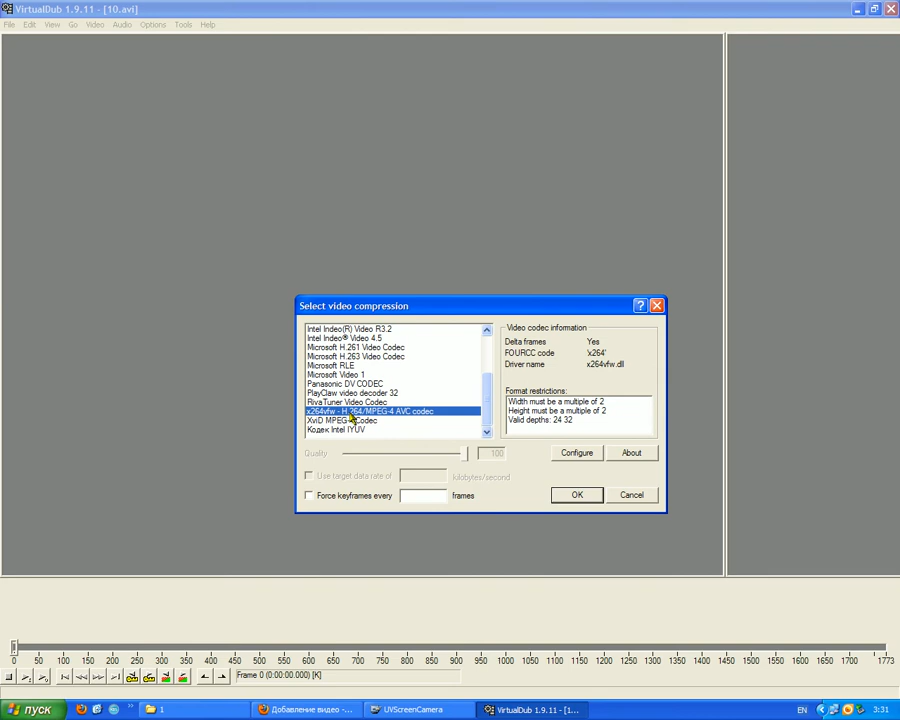 VirtualDub 1.9.11 - [10.avi]
File Edit View Go Video Audio Options Tools Help
Select video compression
Intel Indeo(R) Video R3.2
Intel Indeo® Video 4.5
Microsoft H.261 Video Codec
Microsoft H.263 Video Codec
Microsoft RLE
Microsoft Video 1
Panasonic DV CODEC
PlayClaw video decoder 32
RivaTuner Video Codec
x264vfw - H.264/MPEG-4 AVC codec
XviD MPEG-4 Codec
Кодек Intel IYUV
Video codec information
Delta frames Yes
FOURCC code 'x264'
Driver name x264vfw.dll
Format restrictions:
Width must be a multiple of 2
Height must be a multiple of 2
Valid depths: 24 32
Quality 100
Configure About
Use target data rate of kilobytes/second
Force keyframes every frames
OK Cancel
0 50 100 150 200 250 300 350 400 450 500 550 600 650 700 750 800 850 900 950 1000 1050 1100 1150 1200 1250 1300 1350 1400 1450 1500 1550 1600 1650 1700 1773
Frame 0 (0:00:00.000) [K]
пуск 1 Добавление видео -... UVScreenCamera VirtualDub 1.9.11 - [1... EN 3:31